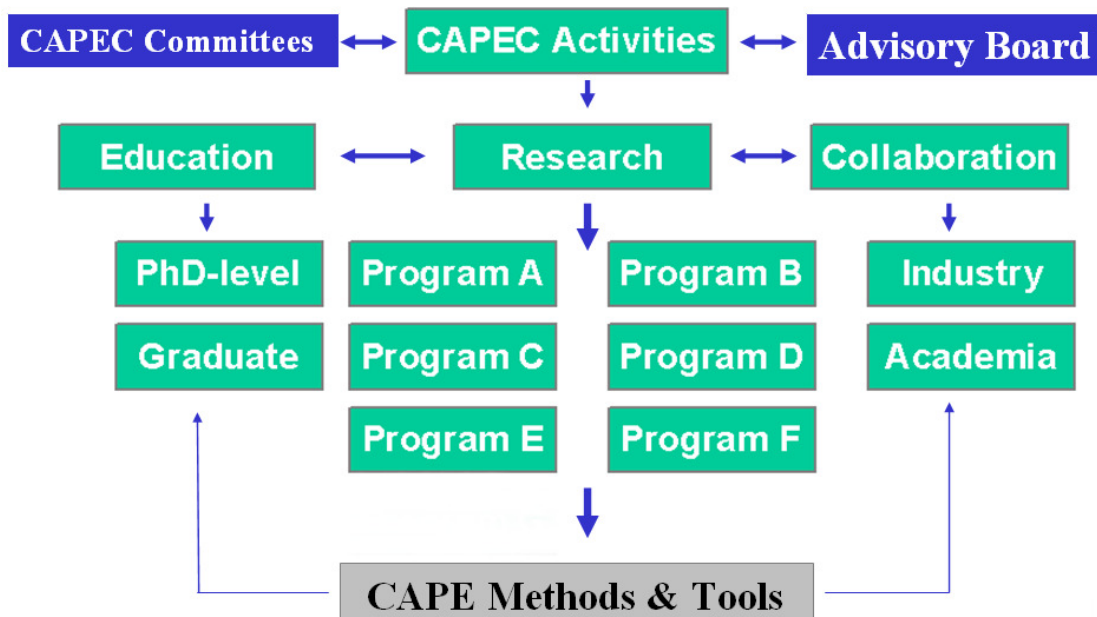 CAPEC Committees
CAPEC Activities
Advisory Board
Education
Research
Collaboration
PhD-level
Program A
Program B
Industry
Graduate
Program C
Program D
Academia
Program E
Program F
CAPE Methods & Tools